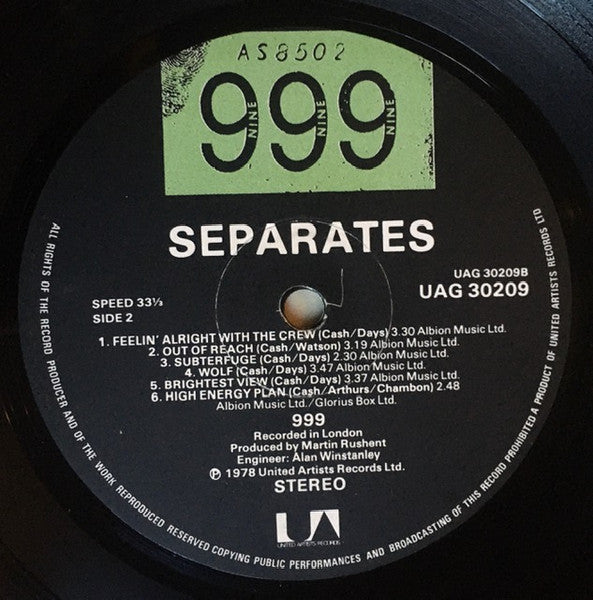 AS8502
999
NINE NINE NINE
SEPARATES
UAG 30209B
UAG 30209
SPEED 33⅓
SIDE 2
1. FEELIN' ALRIGHT WITH THE CREW (Cash/Days) 3.30 Albion Music Ltd.
2. OUT OF REACH (Cash/Watson) 3.19 Albion Music Ltd.
3. SUBTERFUGE (Cash/Days) 2.30 Albion Music Ltd.
4. WOLF (Cash/Days) 3.47 Albion Music Ltd.
5. BRIGHTEST VIEW (Cash/Days) 3.37 Albion Music Ltd.
6. HIGH ENERGY PLAN (Cash/Arthurs/Chambon) 2.48
Albion Music Ltd./Glorius Box Ltd.
999
Recorded in London
Produced by Martin Rushent
Engineer: Alan Winstanley
℗ 1978 United Artists Records Ltd.
STEREO
UA
UNITED ARTISTS RECORDS
ALL RIGHTS OF THE RECORD PRODUCER AND OF THE WORK REPRODUCED RESERVED COPYING PUBLIC PERFORMANCES AND BROADCASTING OF THIS RECORD PROHIBITED A PRODUCT OF UNITED ARTISTS RECORDS LTD